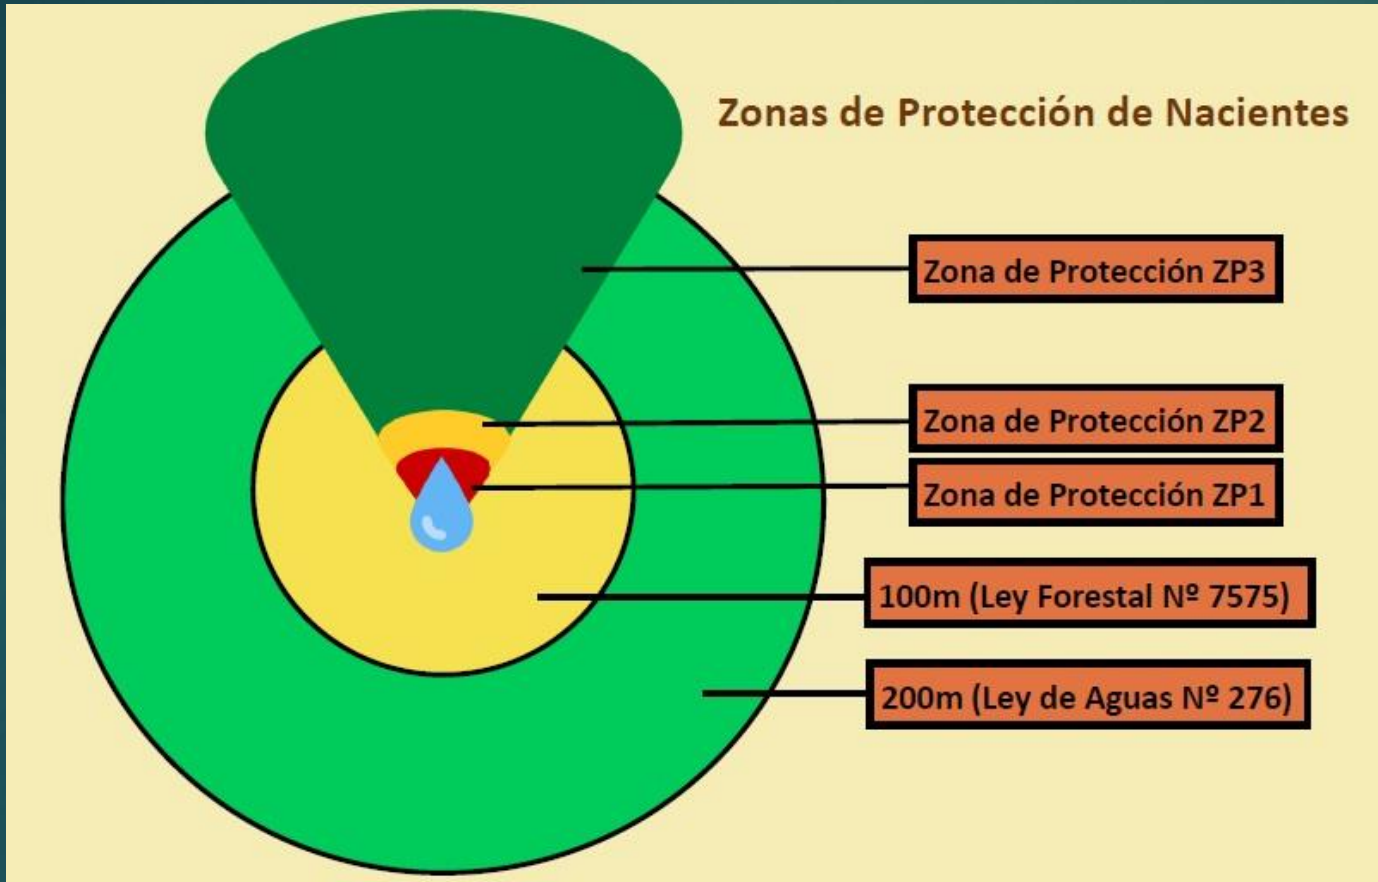 Zonas de Protección de Nacientes
Zona de Protección ZP3
Zona de Protección ZP2
Zona de Protección ZP1
100m (Ley Forestal Nº 7575)
200m (Ley de Aguas Nº 276)